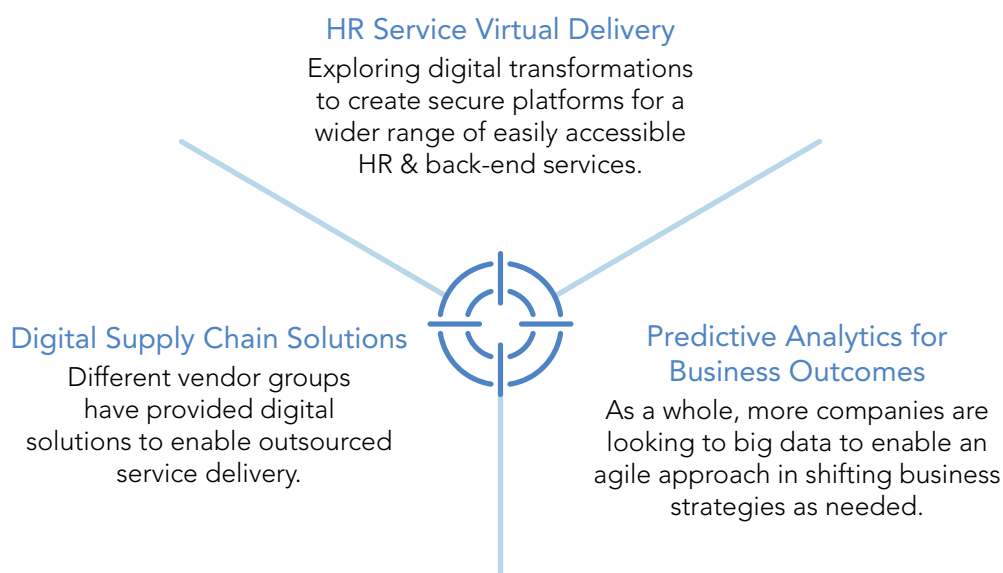 HR Service Virtual Delivery
Exploring digital transformations
to create secure platforms for a
wider range of easily accessible
HR & back-end services.
Digital Supply Chain Solutions
Different vendor groups
have provided digital
solutions to enable outsourced
service delivery.
Predictive Analytics for
Business Outcomes
As a whole, more companies are
looking to big data to enable an
agile approach in shifting business
strategies as needed.